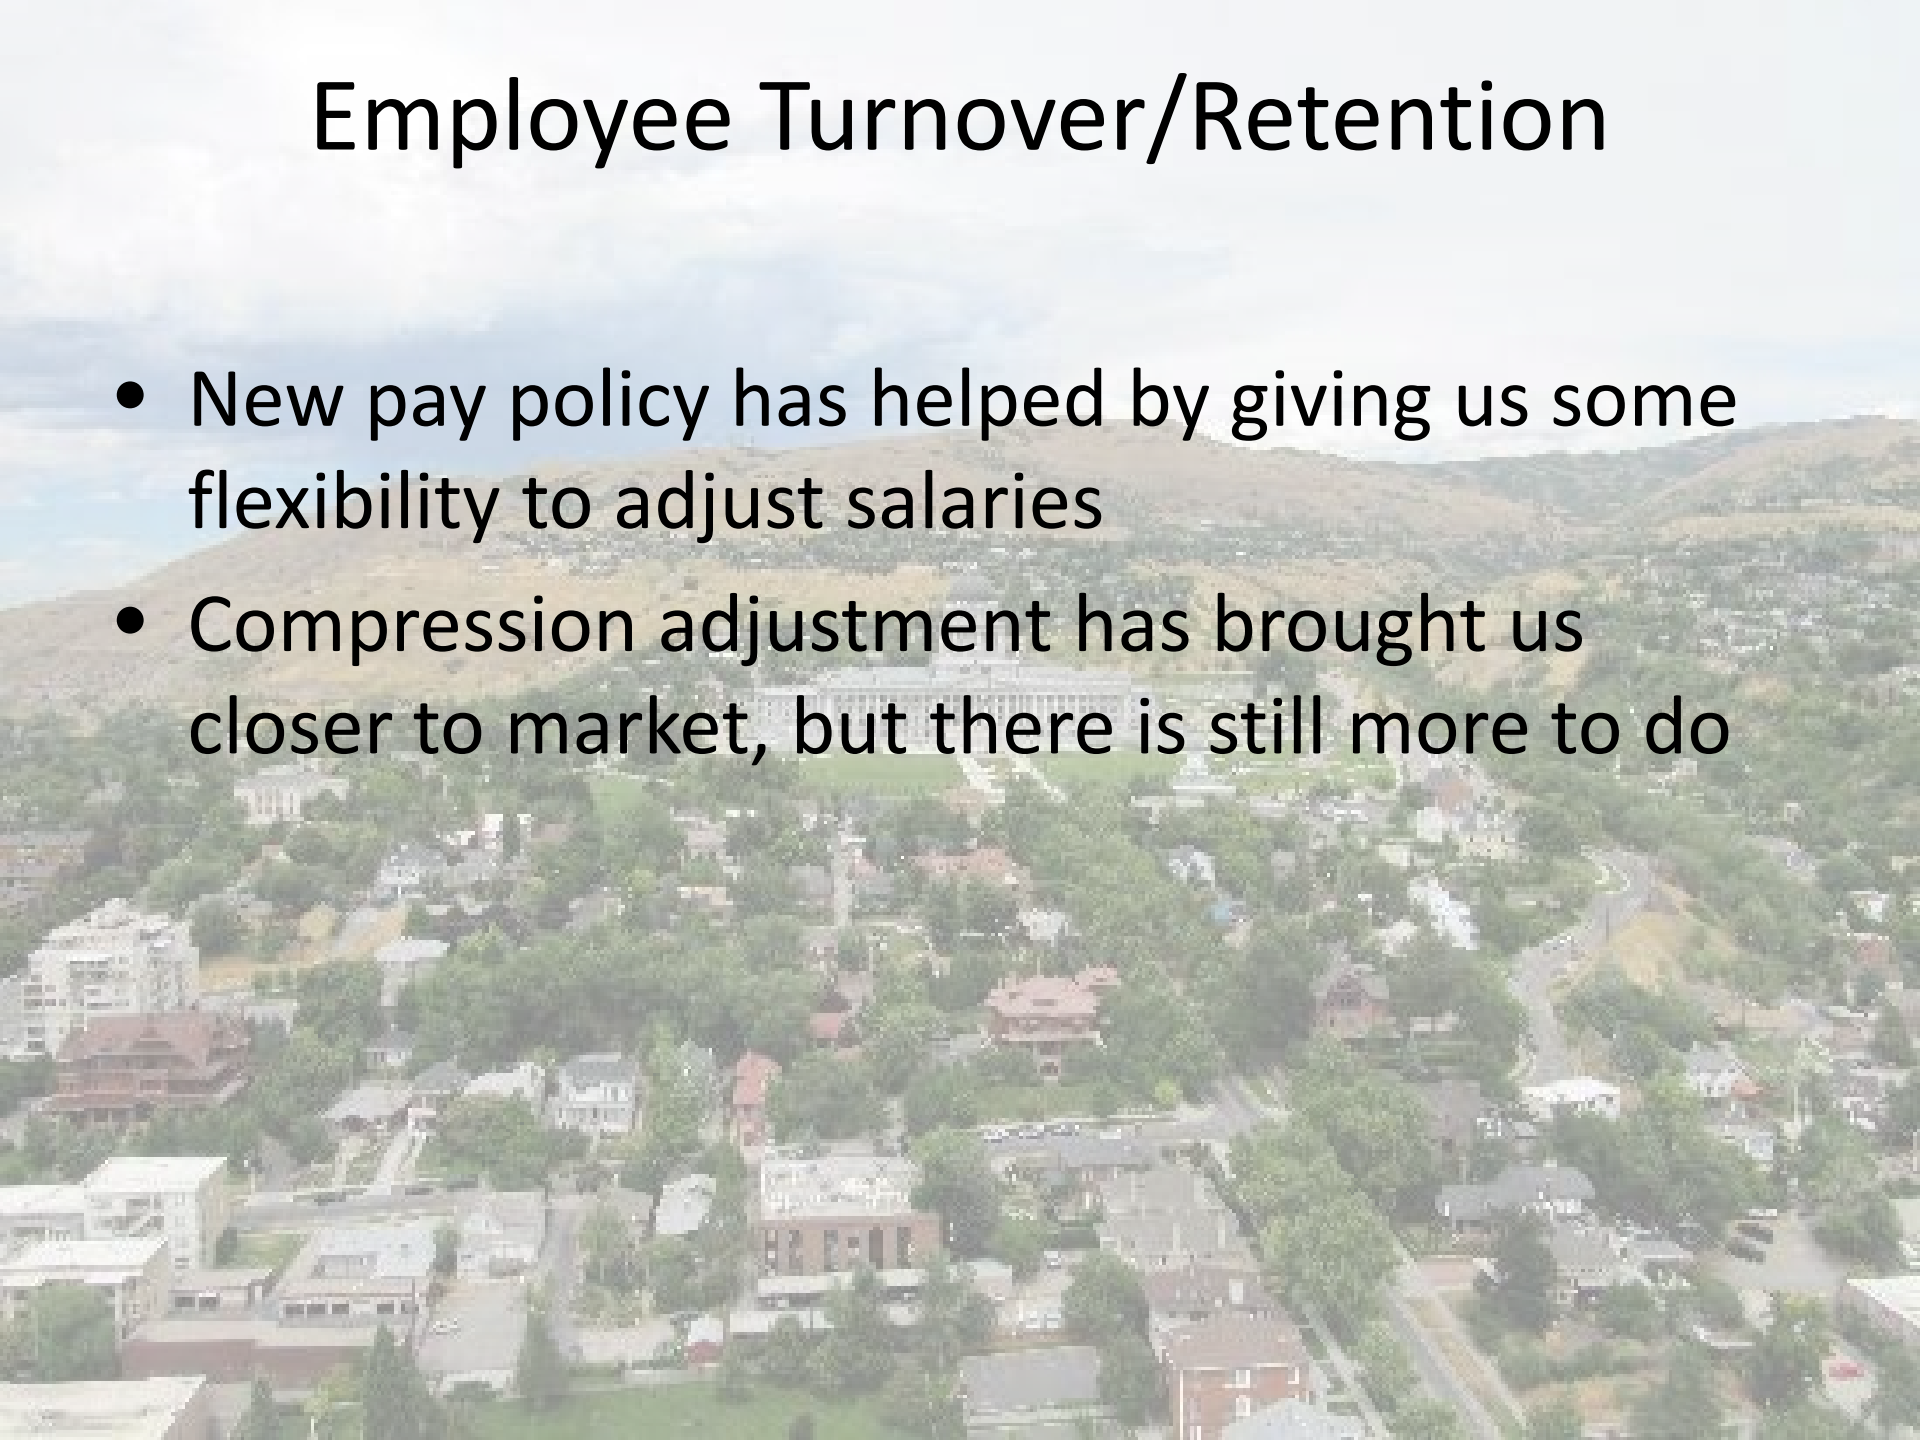 Employee Turnover/Retention
• New pay policy has helped by giving us some
flexibility to adjust salaries
• Compression adjustment has brought us
closer to market, but there is still more to do